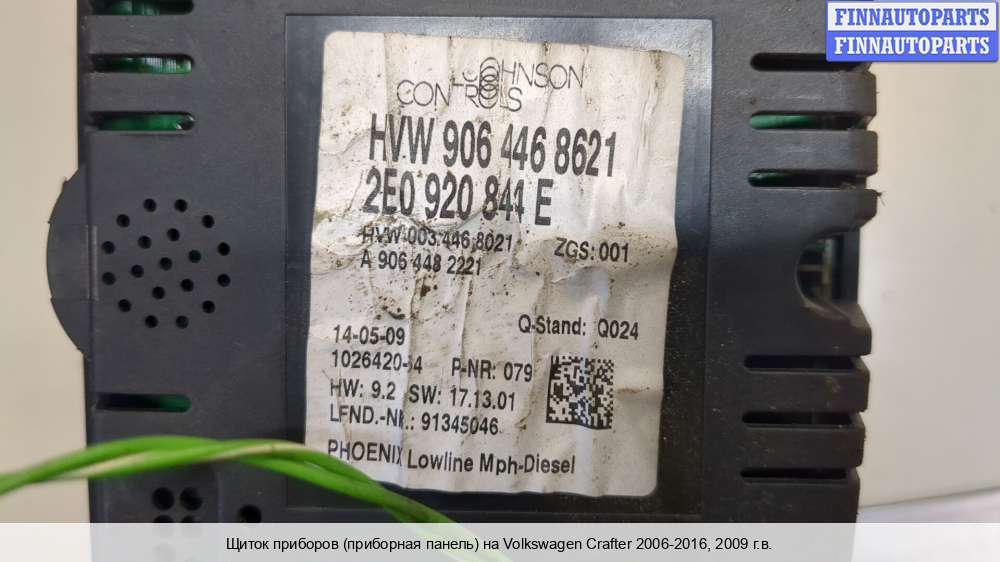 FINNAUTOPARTS
FINNAUTOPARTS
JOHNSON
CONTROLS
HVW 906 446 8621
2E0 920 844 E
HVW 003.446.8021 ZGS: 001
A 906 448 2221
14-05-09 Q-Stand: Q024
P-NR: 079
HW: 9.2 SW: 17.13.01
LFND.-NR.: 91345046
PHOENIX Lowline Mph-Diesel
Щиток приборов (приборная панель) на Volkswagen Crafter 2006-2016, 2009 г.в.